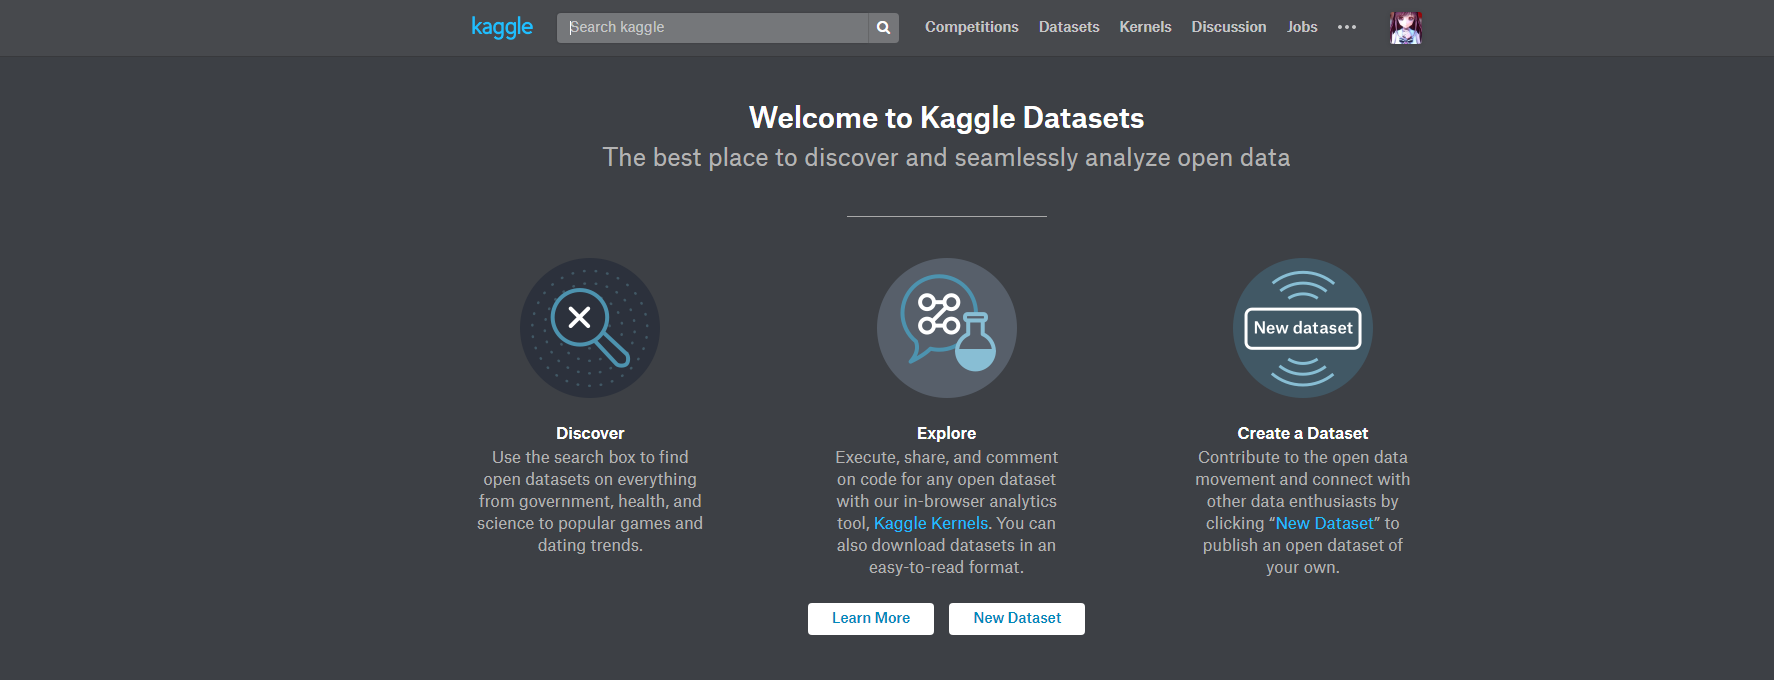 kaggle
Search kaggle
Competitions Datasets Kernels Discussion Jobs
Welcome to Kaggle Datasets
The best place to discover and seamlessly analyze open data
New dataset
Discover
Use the search box to find
open datasets on everything
from government, health, and
science to popular games and
dating trends.
Explore
Execute, share, and comment
on code for any open dataset
with our in-browser analytics
tool, Kaggle Kernels. You can
also download datasets in an
easy-to-read format.
Create a Dataset
Contribute to the open data
movement and connect with
other data enthusiasts by
clicking “New Dataset” to
publish an open dataset of
your own.
Learn More
New Dataset